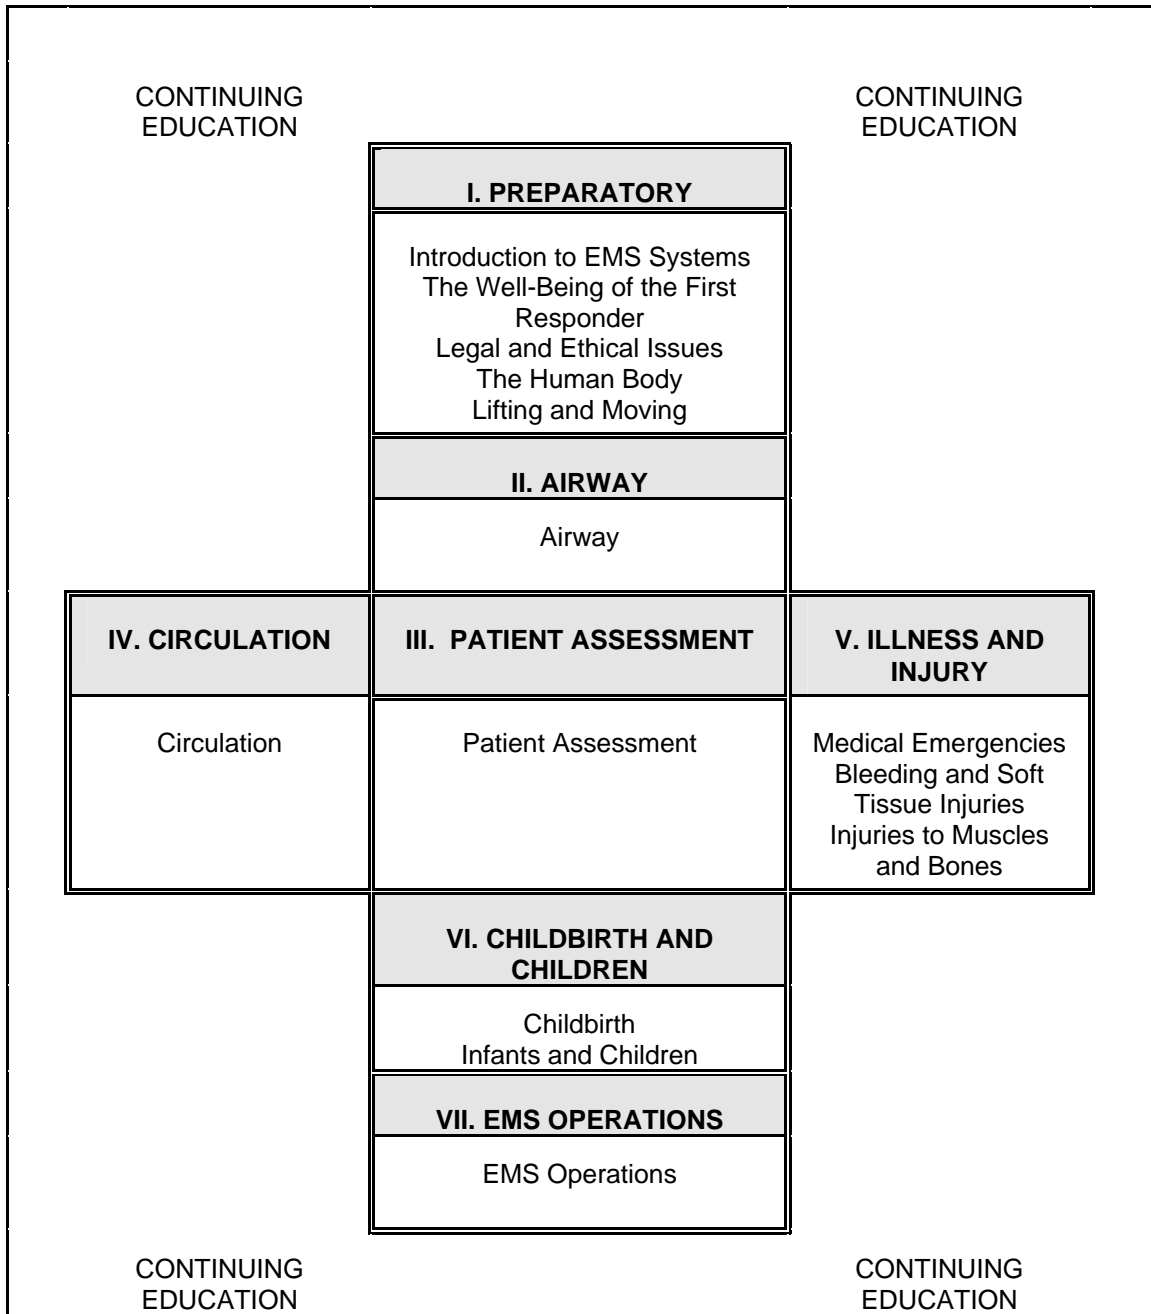 CONTINUING
EDUCATION
CONTINUING
EDUCATION
I. PREPARATORY
Introduction to EMS Systems
The Well-Being of the First
Responder
Legal and Ethical Issues
The Human Body
Lifting and Moving
II. AIRWAY
Airway
IV. CIRCULATION
Circulation
III. PATIENT ASSESSMENT
Patient Assessment
V. ILLNESS AND
INJURY
Medical Emergencies
Bleeding and Soft
Tissue Injuries
Injuries to Muscles
and Bones
VI. CHILDBIRTH AND
CHILDREN
Childbirth
Infants and Children
VII. EMS OPERATIONS
EMS Operations
CONTINUING
EDUCATION
CONTINUING
EDUCATION